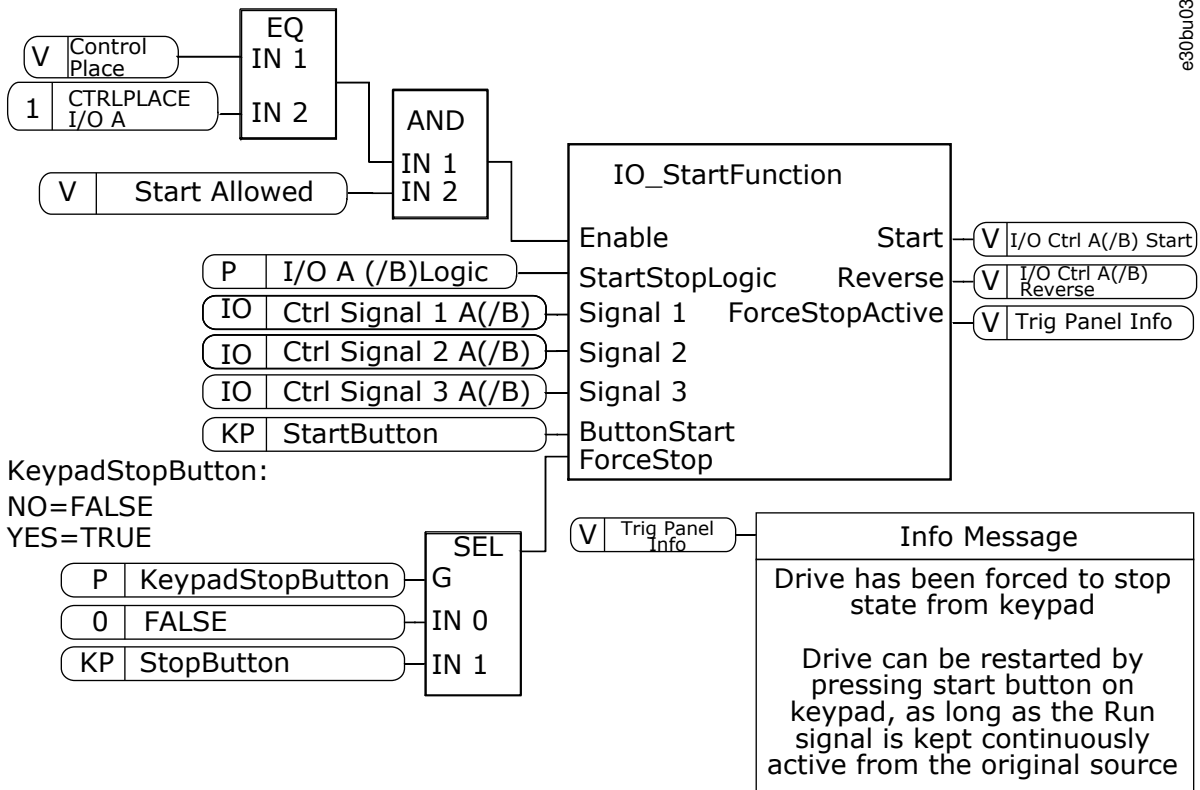 e30bu03
EQ
V Control
Place
IN 1
1 CTRLPLACE
I/O A
IN 2
AND
IN 1
V Start Allowed
IN 2
IO_StartFunction
Enable
Start
V I/O Ctrl A(/B) Start
P I/O A (/B)Logic
StartStopLogic
Reverse
V I/O Ctrl A(/B)
Reverse
IO Ctrl Signal 1 A(/B)
Signal 1
ForceStopActive
V Trig Panel Info
IO Ctrl Signal 2 A(/B)
Signal 2
IO Ctrl Signal 3 A(/B)
Signal 3
KP StartButton
ButtonStart
ForceStop
KeypadStopButton:
NO=FALSE
YES=TRUE
SEL
P KeypadStopButton
G
0 FALSE
IN 0
KP StopButton
IN 1
V Trig Panel
Info
Info Message
Drive has been forced to stop
state from keypad
Drive can be restarted by
pressing start button on
keypad, as long as the Run
signal is kept continuously
active from the original source